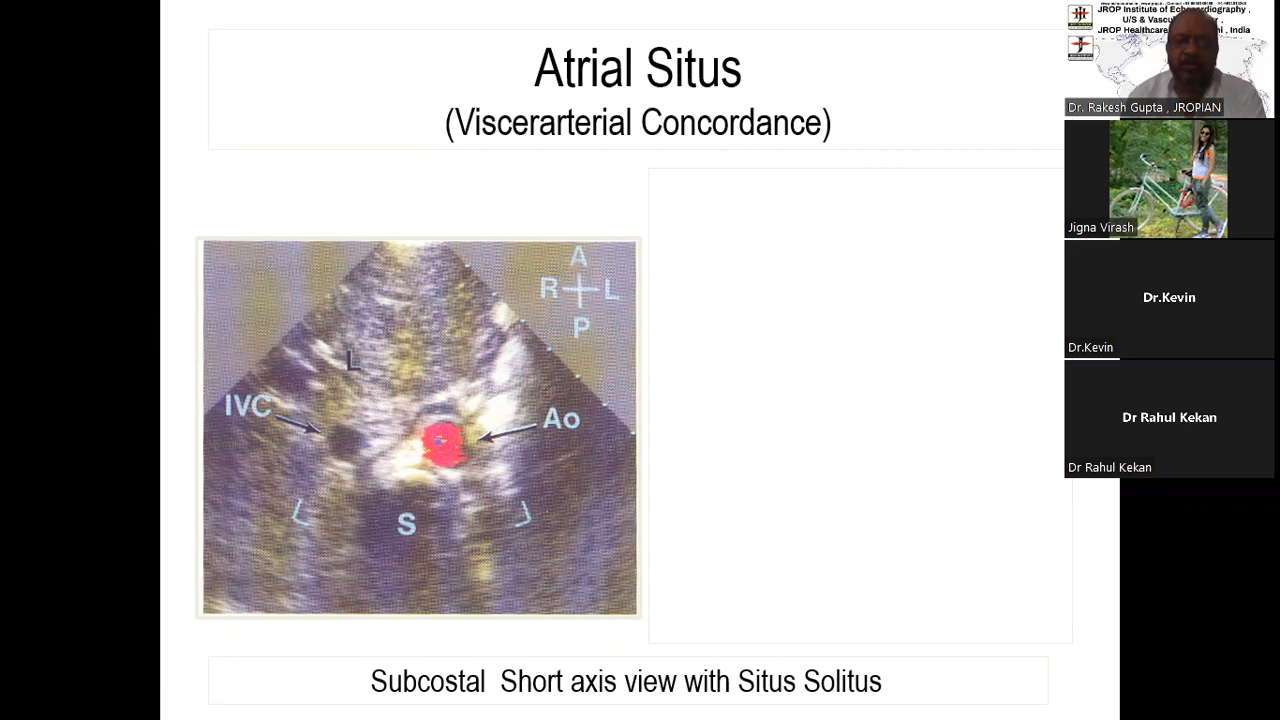 Atrial Situs
(Viscerarterial Concordance)
A
R L
P
L
IVC
Ao
S
Subcostal Short axis view with Situs Solitus
JROP Institute of Echocardiography ,
U/S & Vascu
JROP Healthcare , India
Dr. Rakesh Gupta , JROPIAN
Jigna Virash
Dr.Kevin
Dr.Kevin
Dr Rahul Kekan
Dr Rahul Kekan